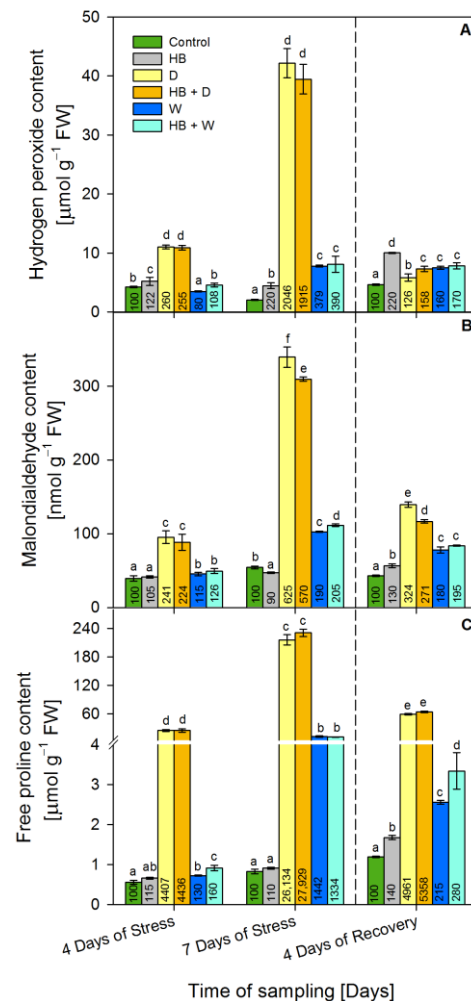 A
Hydrogen peroxide content
[µmol g⁻¹ FW]
50
40
30
20
10
0
Control
HB
D
HB + D
W
HB + W
b c d d a b
100 122 260 255 80 108
a b d d c c
100 220 2046 1915 379 390
a d b c c c
100 220 126 158 160 170
B
Malondialdehyde content
[nmol g⁻¹ FW]
300
200
100
0
a a c c b b
100 105 241 224 115 126
b a f e c d
100 90 625 570 190 205
a b e d c c
100 130 324 271 180 195
C
Free proline content
[µmol g⁻¹ FW]
240
180
120
60
4
3
2
1
0
a ab d d b c
100 115 4407 4436 130 160
a a c c b b
100 110 26,134 27,929 1442 1334
a b e e c d
100 140 4961 5358 215 280
4 Days of Stress
7 Days of Stress
4 Days of Recovery
Time of sampling [Days]